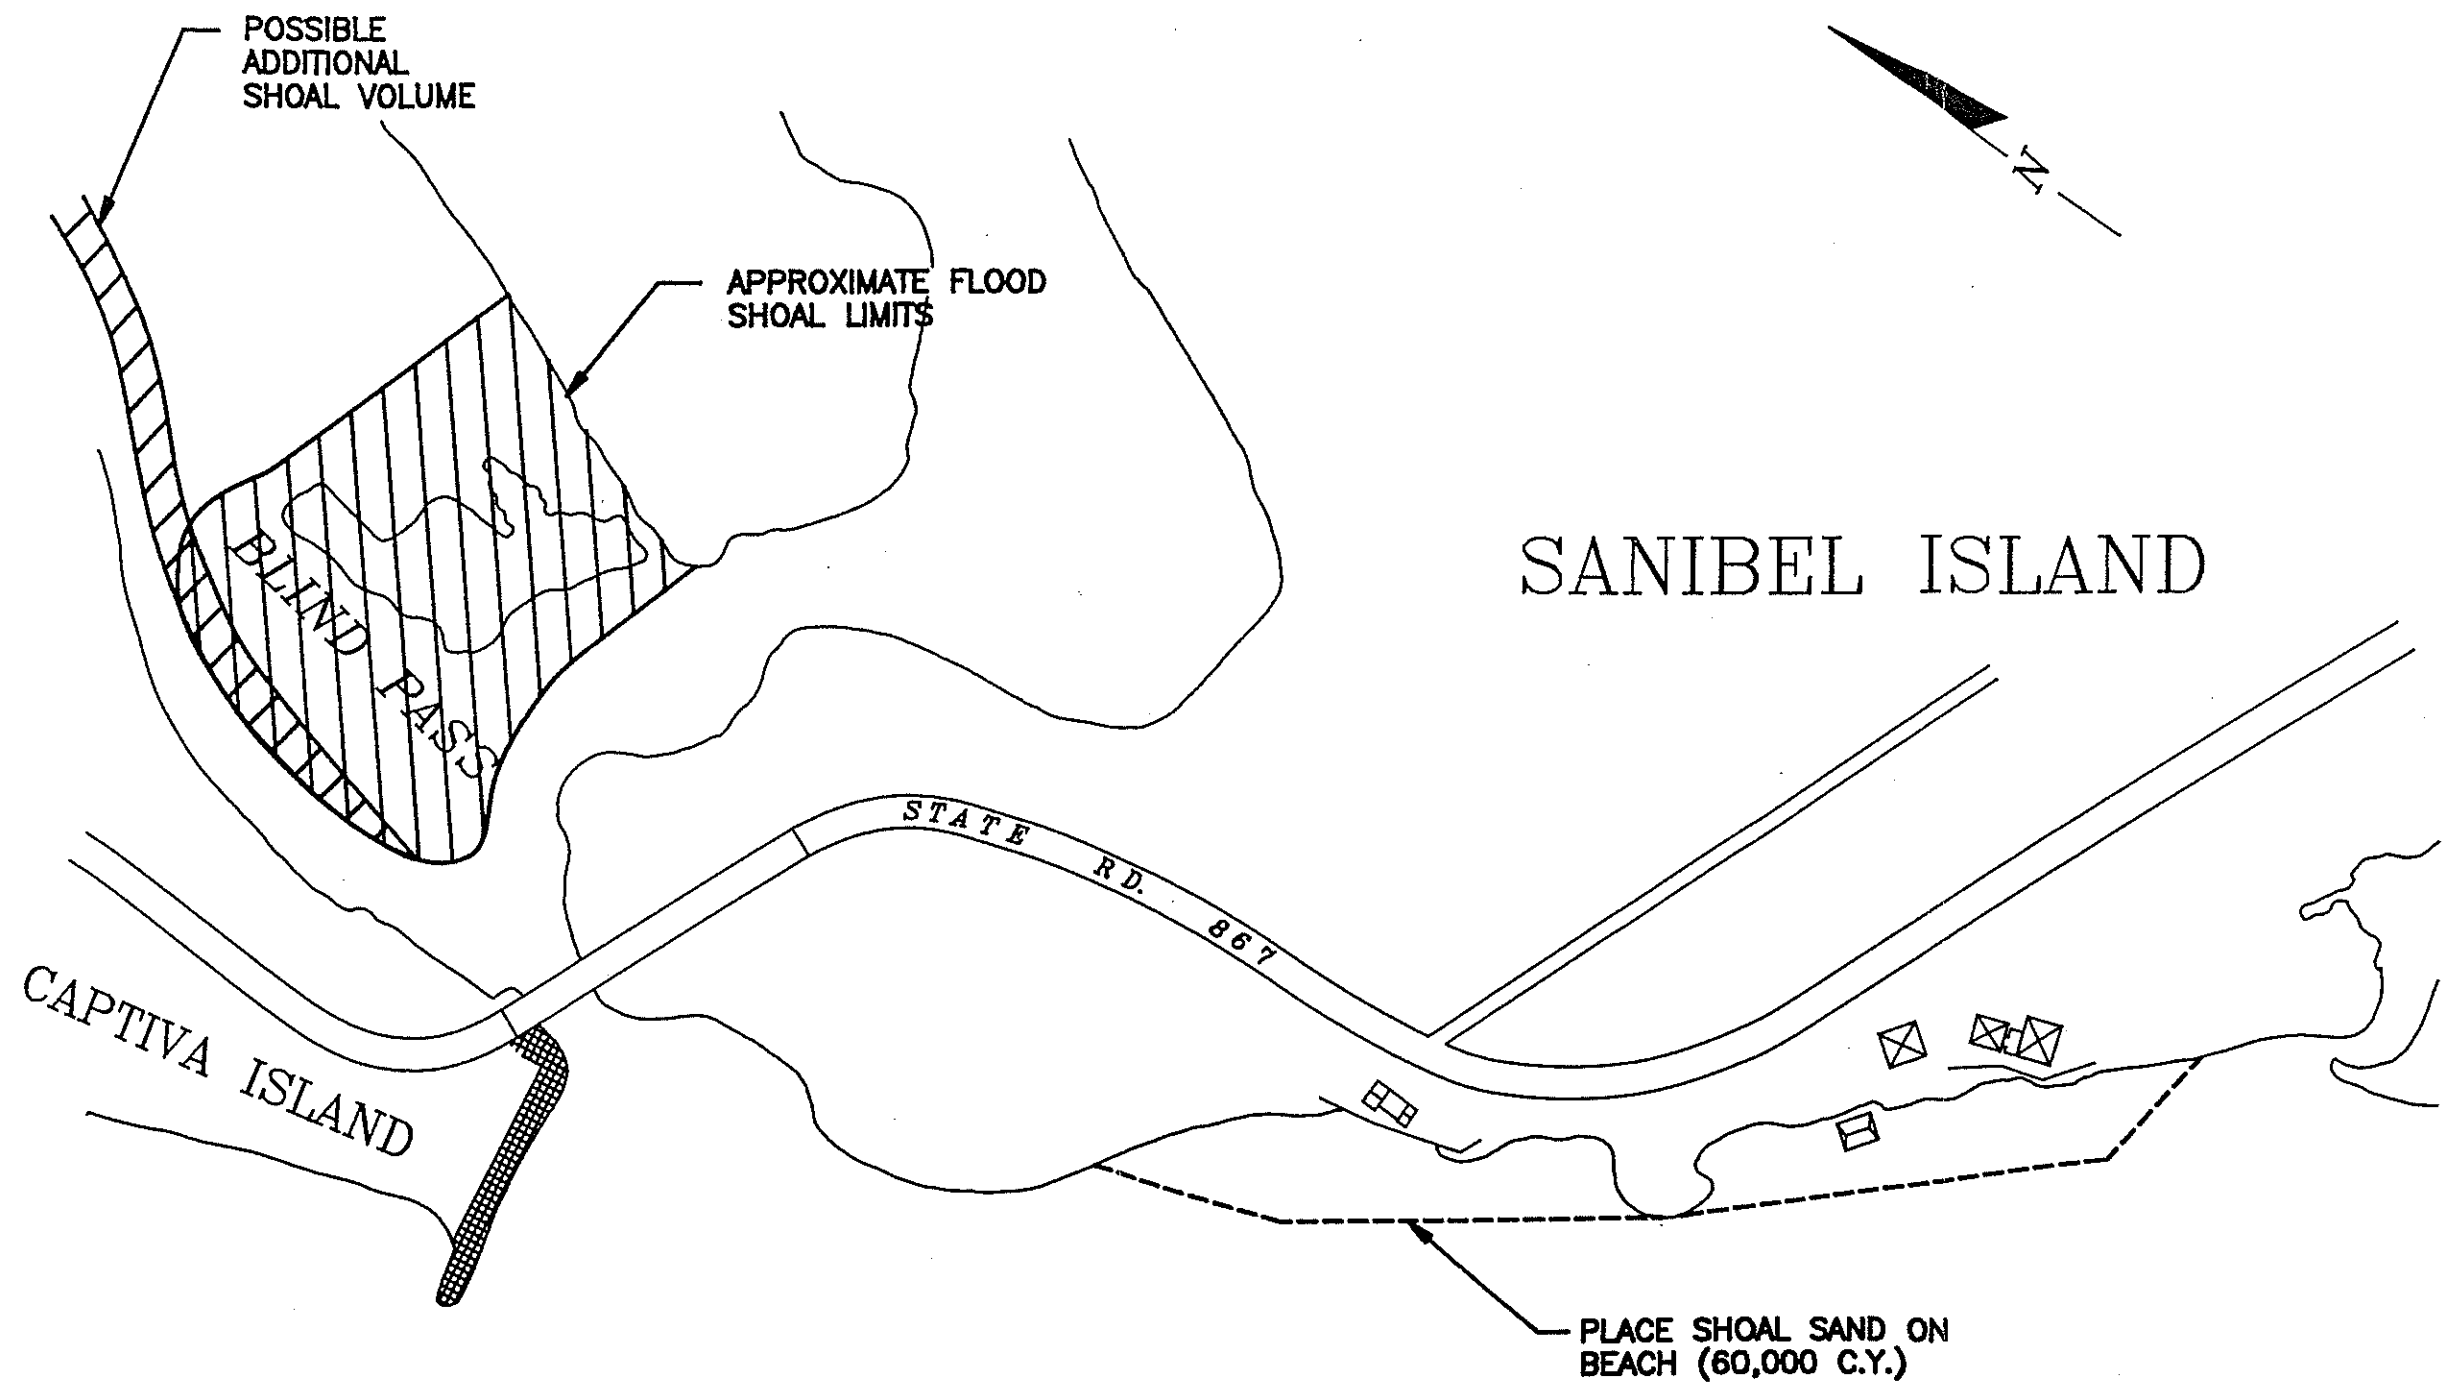 POSSIBLE
ADDITIONAL
SHOAL VOLUME
N
APPROXIMATE FLOOD
SHOAL LIMITS
SANIBEL ISLAND
BLIND PASS
STATE RD. 867
CAPTIVA ISLAND
PLACE SHOAL SAND ON
BEACH (60,000 C.Y.)